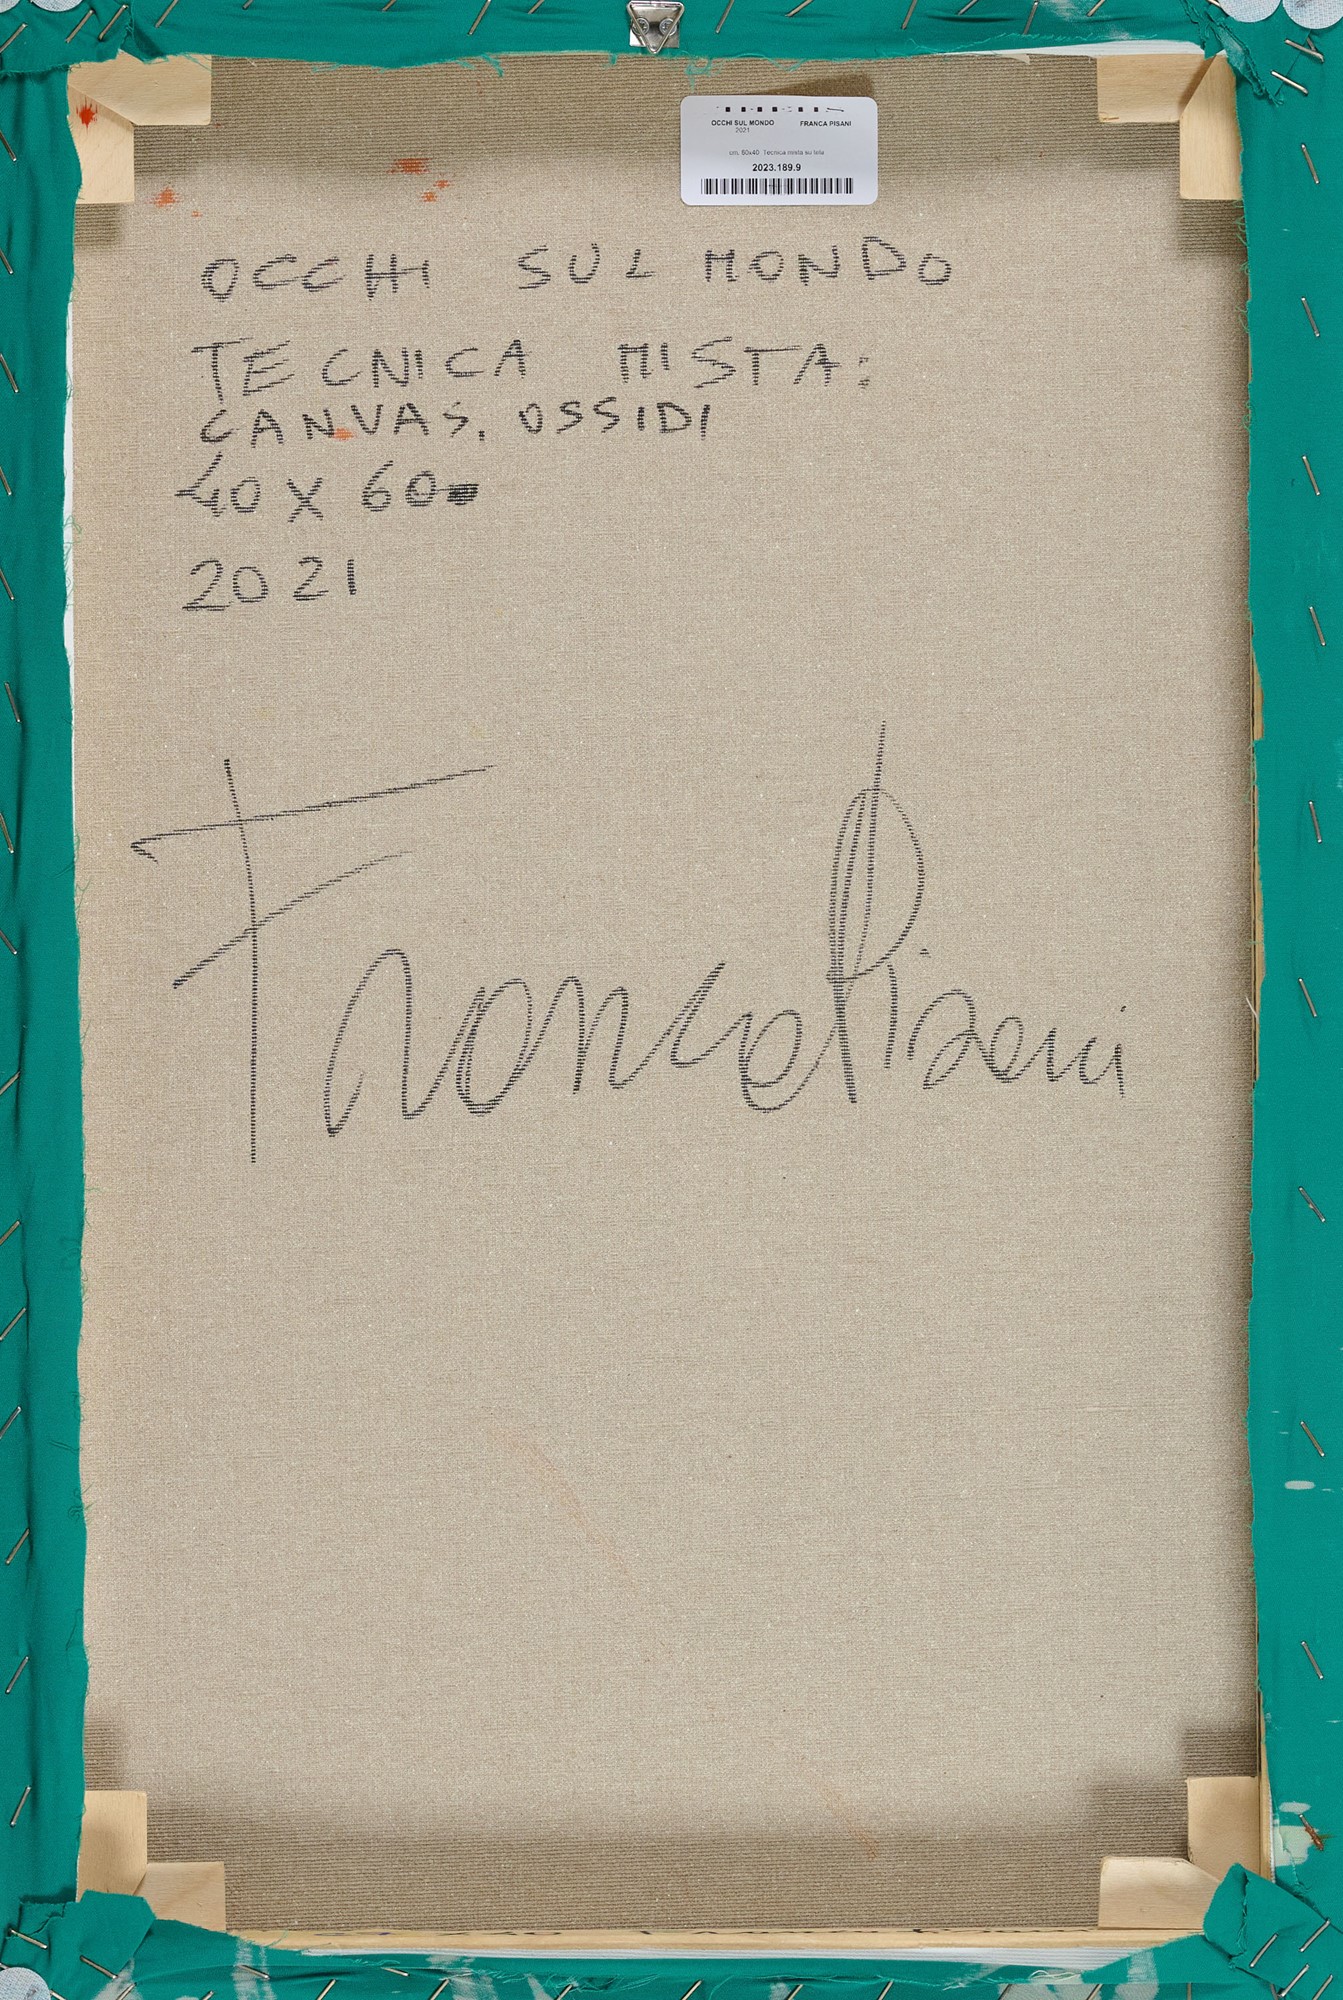 OCCHI SUL MONDO FRANCA PISANI
2021
cm. 60x40 Tecnica mista su tela
2023.189.9
OCCHI SUL MONDO
TECNICA MISTA:
CANVAS, OSSIDI
40 X 60
2021
Franca Pisani